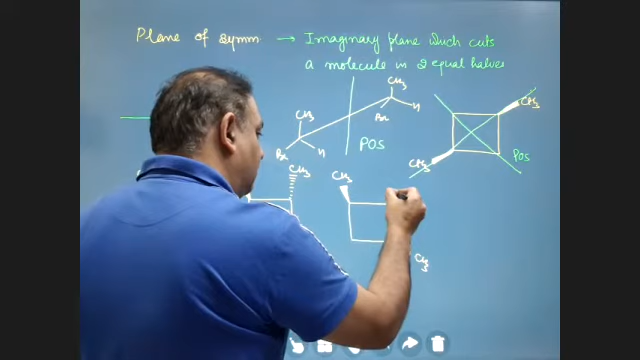 Plane of symm → Imaginary plane which cuts
a molecule in 2 equal halves
CH3
CH3
H
Br
CH3
POS
Br
H
CH3
CH3
POS
CH3
CH3
CH3